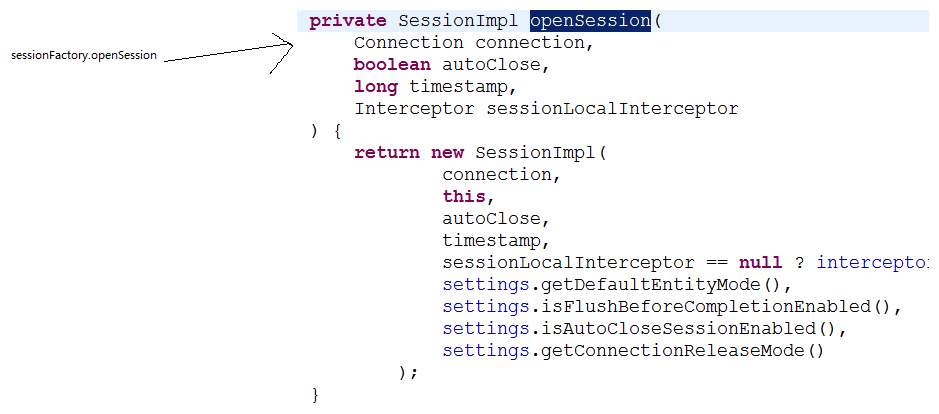 private SessionImpl openSession(
sessionFactory.openSession
Connection connection,
boolean autoClose,
long timestamp,
Interceptor sessionLocalInterceptor
) {
return new SessionImpl(
connection,
this,
autoClose,
timestamp,
sessionLocalInterceptor == null ?
settings.getDefaultEntityMode(),
settings.isFlushBeforeCompletionEnabled(),
settings.isAutoCloseSessionEnabled(),
settings.getConnectionReleaseMode()
);
}